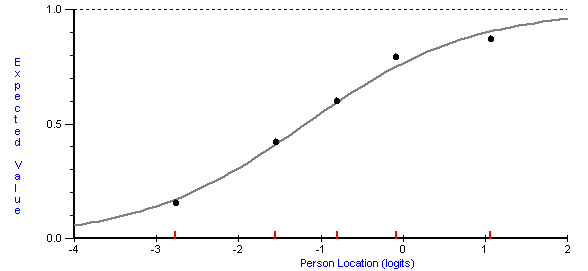 1.0
Expected Value
0.5
0.0
-4 -3 -2 -1 0 1 2
Person Location (logits)